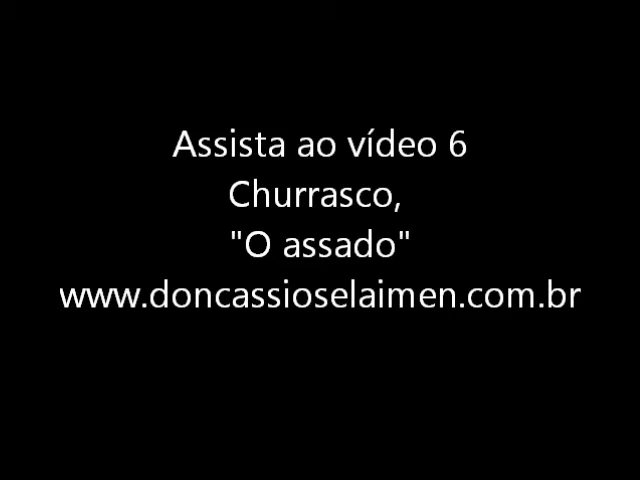 Assista ao vídeo 6
Churrasco,
"O assado"
www.doncassioselaimen.com.br